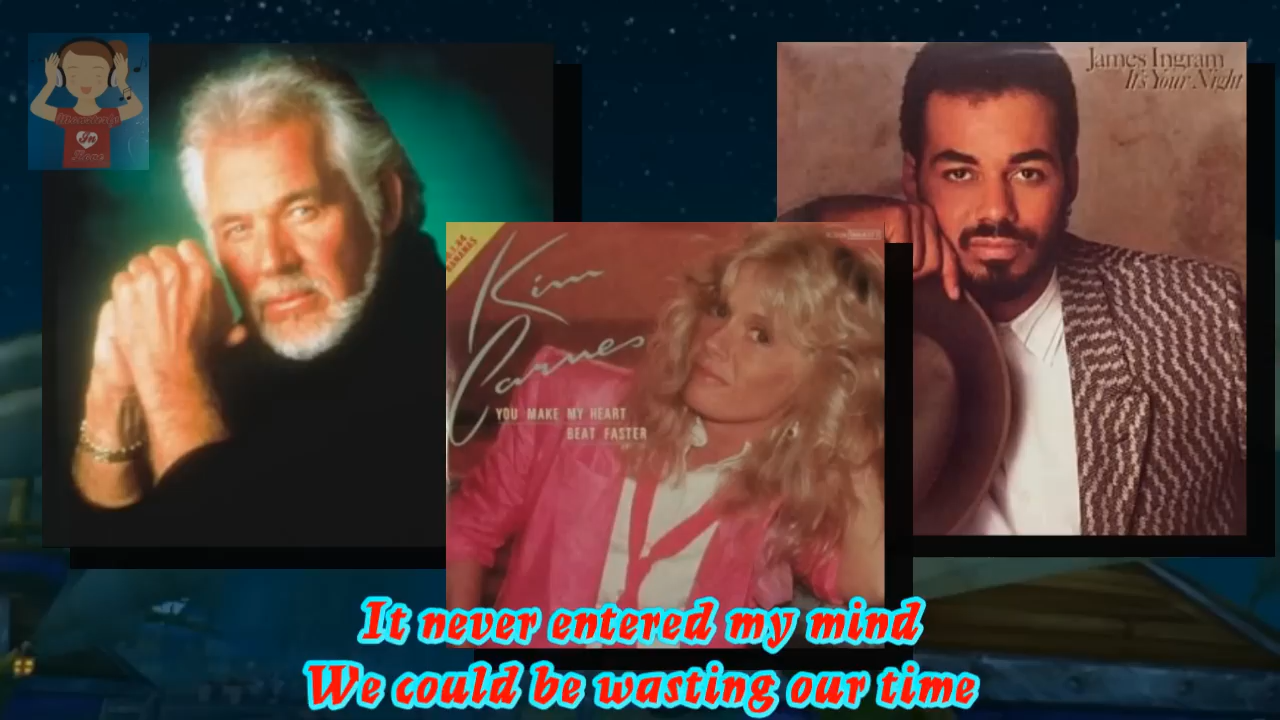 James Ingram
It's Your Night
Kim
Carnes
YOU MAKE MY HEART
BEAT FASTER
In
It never entered my mind
We could be wasting our time